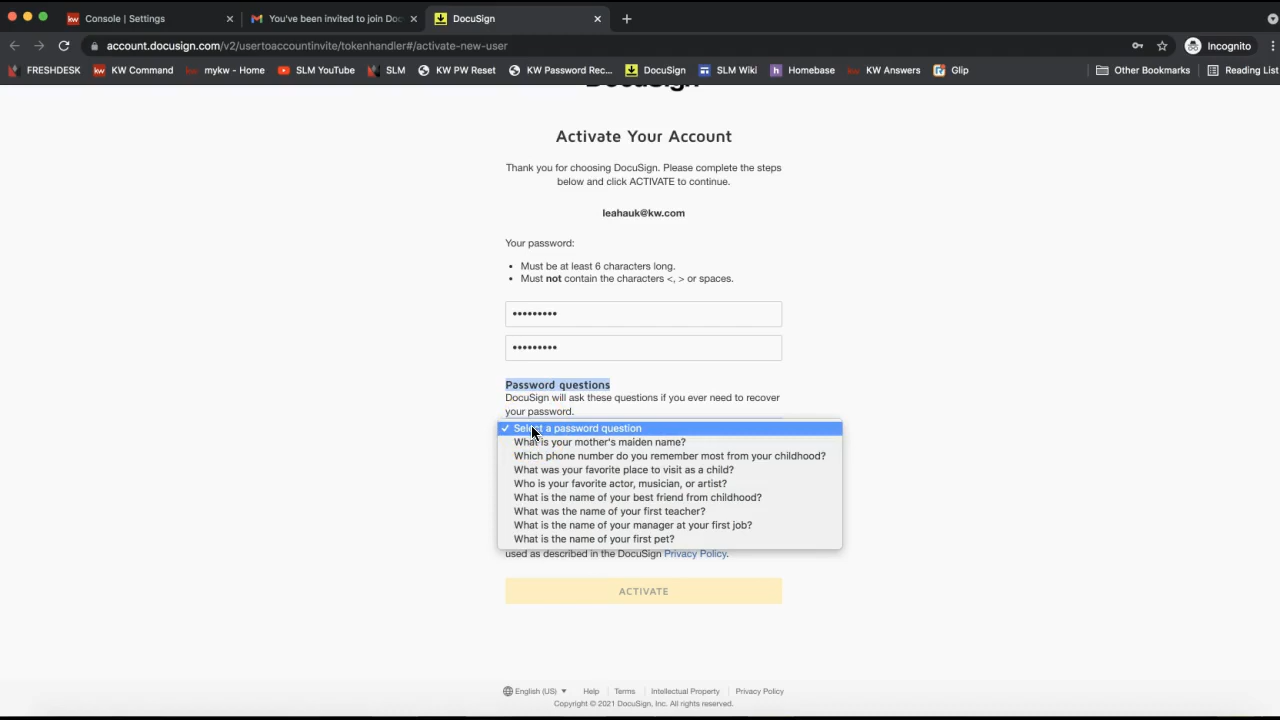 Console | Settings
You've been invited to join Doc
DocuSign
account.docusign.com/v2/usertoaccountinvite/tokenhandler#/activate-new-user
Incognito
FRESHDESK
KW Command
mykw - Home
SLM YouTube
SLM
KW PW Reset
KW Password Rec...
DocuSign
SLM Wiki
Homebase
KW Answers
Glip
Other Bookmarks
Reading List
DocuSign
Activate Your Account
Thank you for choosing DocuSign. Please complete the steps
below and click ACTIVATE to continue.
leahauk@kw.com
Your password:
• Must be at least 6 characters long.
• Must not contain the characters <, > or spaces.
Password questions
DocuSign will ask these questions if you ever need to recover
your password.
✓ Select a password question
What is your mother's maiden name?
Which phone number do you remember most from your childhood?
What was your favorite place to visit as a child?
Who is your favorite actor, musician, or artist?
What is the name of your best friend from childhood?
What was the name of your first teacher?
What is the name of your manager at your first job?
What is the name of your first pet?
used as described in the DocuSign Privacy Policy.
ACTIVATE
English (US)
Help
Terms
Intellectual Property
Privacy Policy
Copyright © 2021 DocuSign, Inc. All rights reserved.